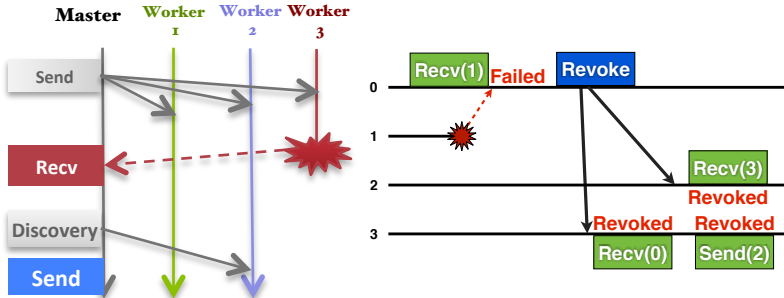 Master
Worker
1
Worker
2
Worker
3
Send
Recv
Discovery
Send
Recv(1)
Failed
Revoke
0
1
2
3
Recv(3)
Revoked
Revoked
Revoked
Recv(0)
Send(2)